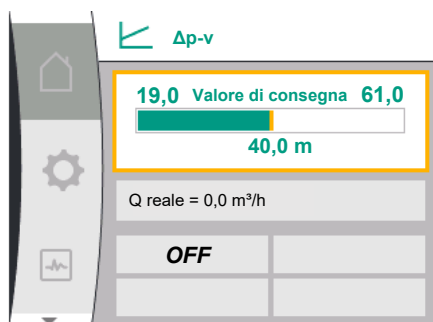 Δp-v
19,0 Valore di consegna 61,0
40,0 m
Q reale = 0,0 m³/h
OFF